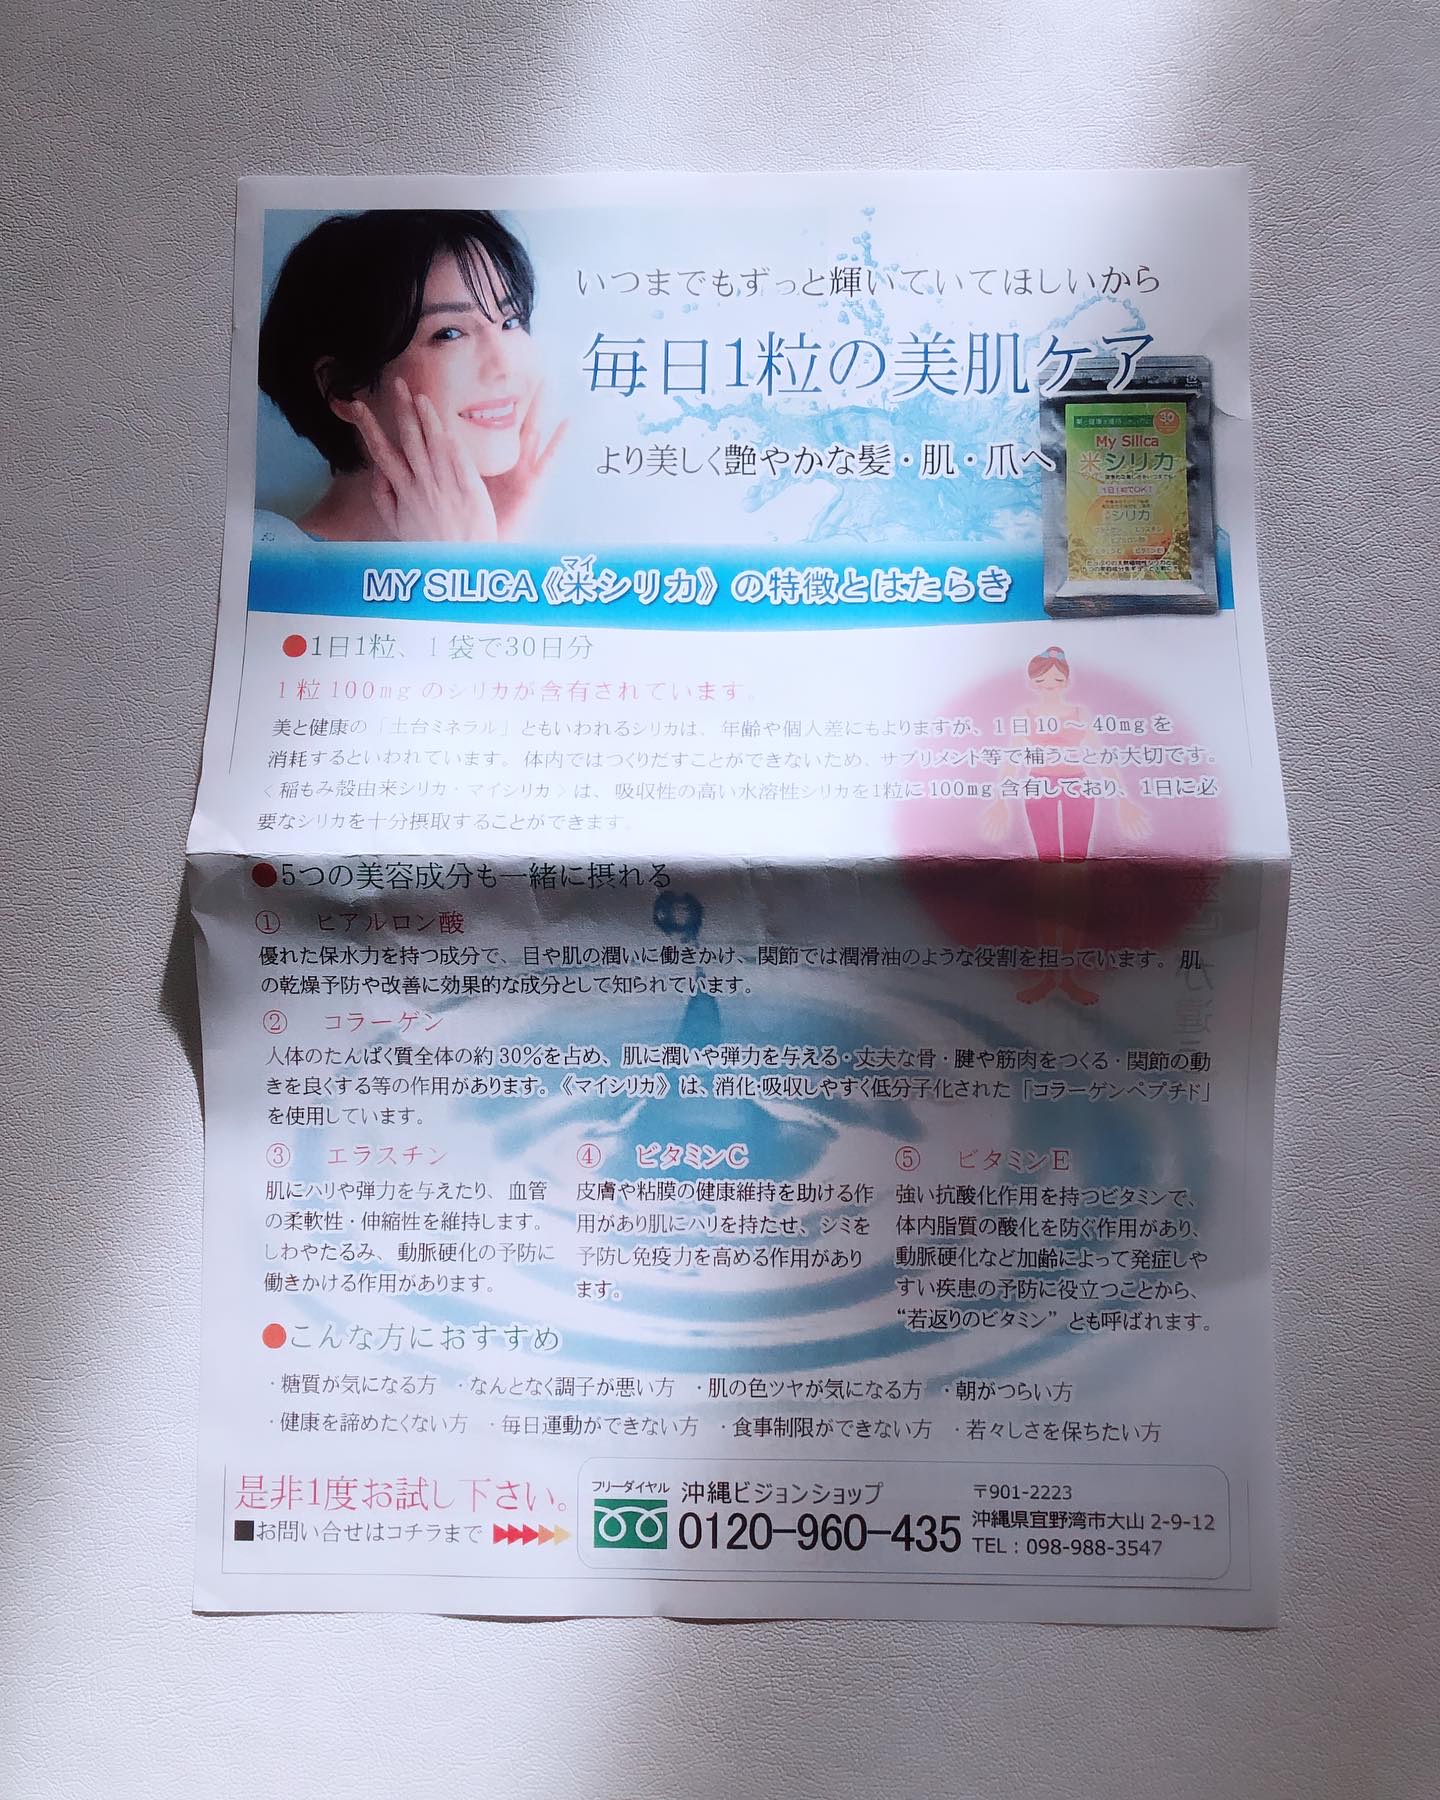 いつまでもずっと輝いていてほしいから
毎日1粒の美肌ケア
より美しく艶やかな髪・肌・爪へ
30
My Silica
米シリカ
1日1粒でOK!
シリカ
マイ
MY SILICA《米シリカ》の特徴とはたらき
●1日1粒、1袋で30日分
1粒100mgのシリカが含有されています。
美と健康の「土台ミネラル」ともいわれるシリカは、年齢や個人差にもよりますが、1日10～40mgを
消耗するといわれています。体内ではつくりだすことができないため、サプリメント等で補うことが大切です。
＜稲もみ殻由来シリカ・マイシリカ＞は、吸収性の高い水溶性シリカを1粒に100mg含有しており、1日に必
要なシリカを十分摂取することができます。
●5つの美容成分も一緒に摂れる
① ヒアルロン酸
優れた保水力を持つ成分で、目や肌の潤いに働きかけ、関節では潤滑油のような役割を担っています。肌
の乾燥予防や改善に効果的な成分として知られています。
② コラーゲン
人体のたんぱく質全体の約30%を占め、肌に潤いや弾力を与える・丈夫な骨・腱や筋肉をつくる・関節の動
きを良くする等の作用があります。《マイシリカ》は、消化・吸収しやすく低分子化された「コラーゲンペプチド」
を使用しています。
③ エラスチン
肌にハリや弾力を与えたり、血管
の柔軟性・伸縮性を維持します。
しわやたるみ、動脈硬化の予防に
働きかける作用があります。
④ ビタミンC
皮膚や粘膜の健康維持を助ける作
用があり肌にハリを持たせ、シミを
予防し免疫力を高める作用があり
ます。
⑤ ビタミンE
強い抗酸化作用を持つビタミンで、
体内脂質の酸化を防ぐ作用があり、
動脈硬化など加齢によって発症しや
すい疾患の予防に役立つことから、
“若返りのビタミン”とも呼ばれます。
●こんな方におすすめ
・糖質が気になる方 ・なんとなく調子が悪い方 ・肌の色ツヤが気になる方 ・朝がつらい方
・健康を諦めたくない方 ・毎日運動ができない方 ・食事制限ができない方 ・若々しさを保ちたい方
是非1度お試し下さい。
■お問い合せはコチラまで
フリーダイヤル 沖縄ビジョンショップ
0120-960-435
〒901-2223
沖縄県宜野湾市大山2-9-12
TEL：098-988-3547